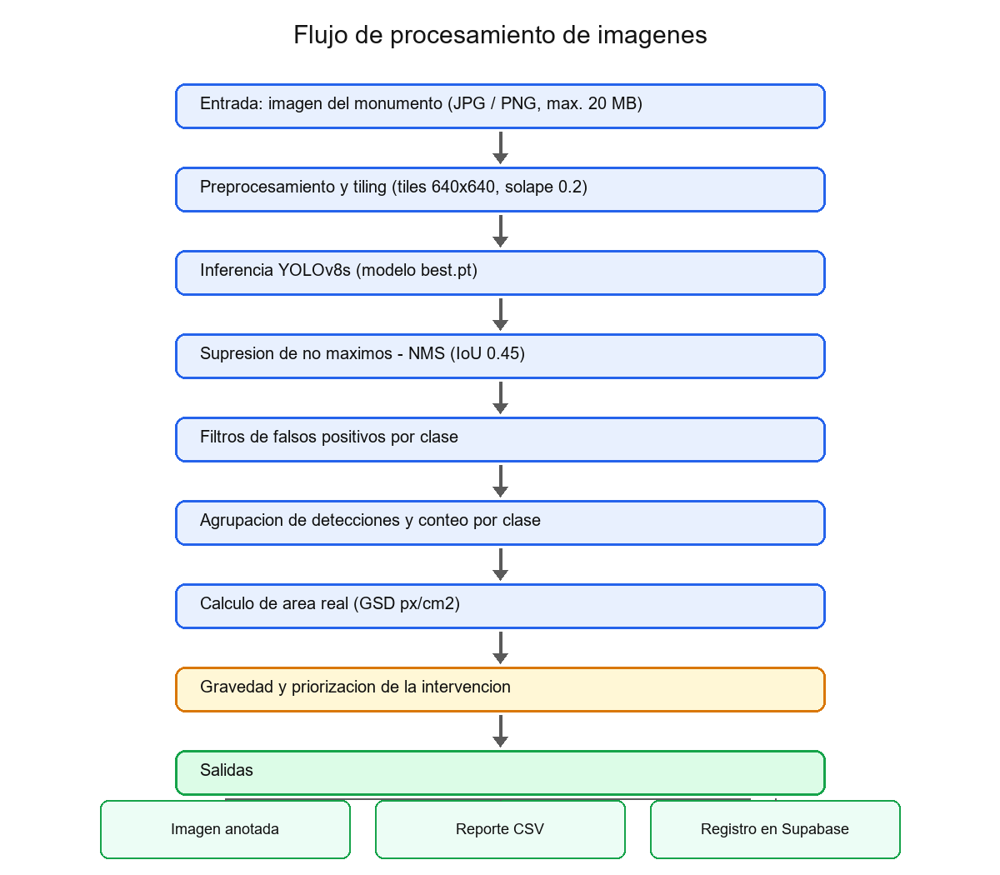 Flujo de procesamiento de imagenes
Entrada: imagen del monumento (JPG / PNG, max. 20 MB)
Preprocesamiento y tiling (tiles 640x640, solape 0.2)
Inferencia YOLOv8s (modelo best.pt)
Supresion de no maximos - NMS (IoU 0.45)
Filtros de falsos positivos por clase
Agrupacion de detecciones y conteo por clase
Calculo de area real (GSD px/cm2)
Gravedad y priorizacion de la intervencion
Salidas
Imagen anotada
Reporte CSV
Registro en Supabase